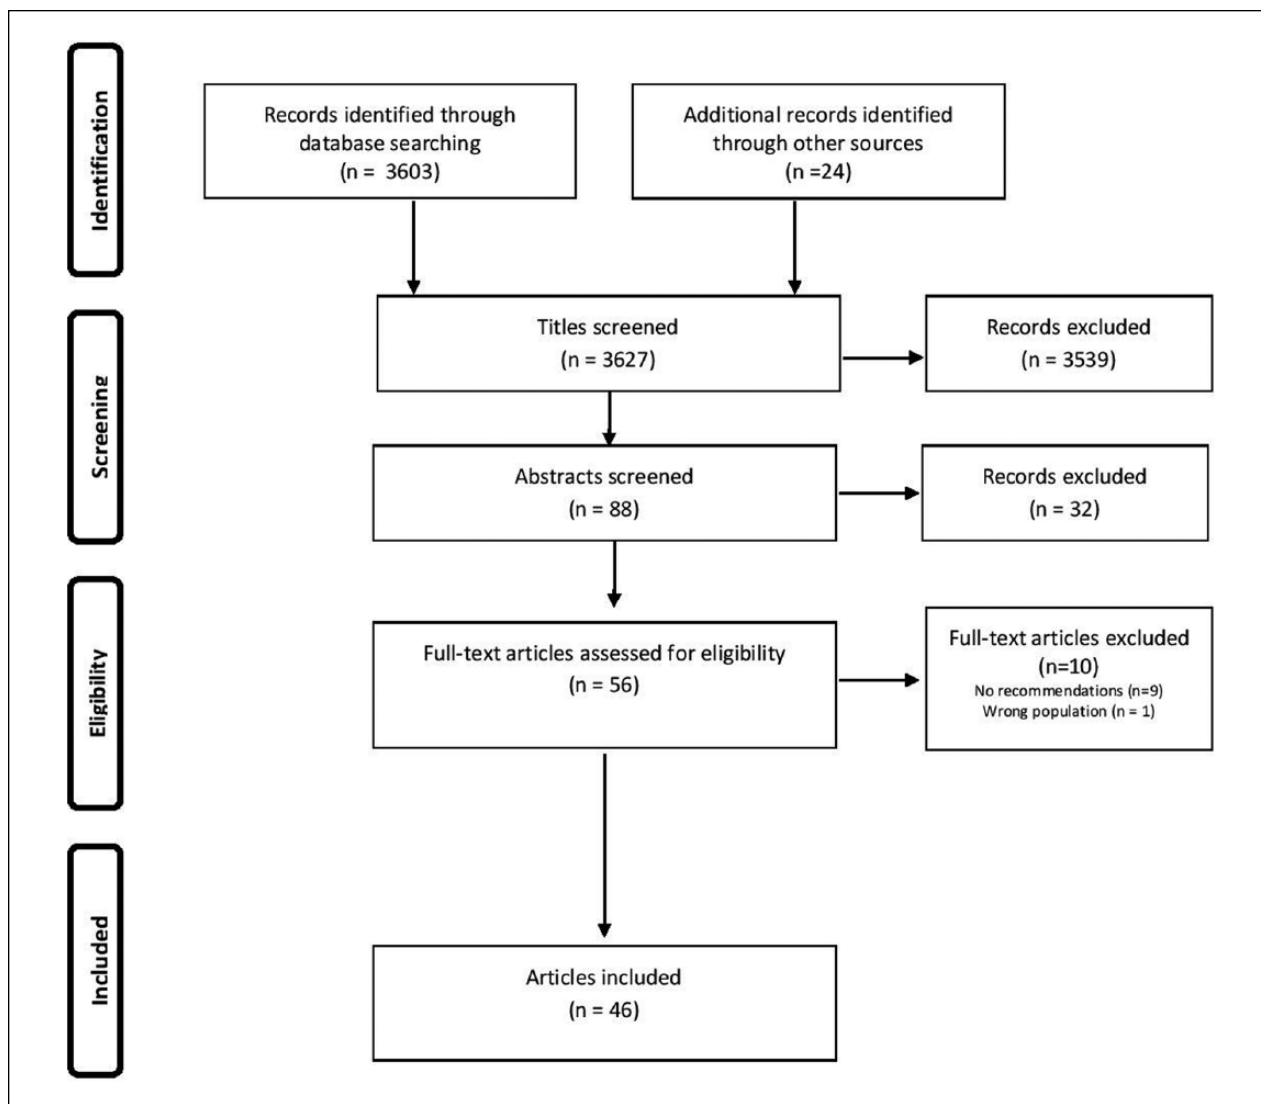 Identification
Records identified through
database searching
(n = 3603)
Additional records identified
through other sources
(n =24)
Screening
Titles screened
(n = 3627)
Records excluded
(n = 3539)
Abstracts screened
(n = 88)
Records excluded
(n = 32)
Eligibility
Full-text articles assessed for eligibility
(n = 56)
Full-text articles excluded
(n=10)
No recommendations (n=9)
Wrong population (n = 1)
Included
Articles included
(n = 46)